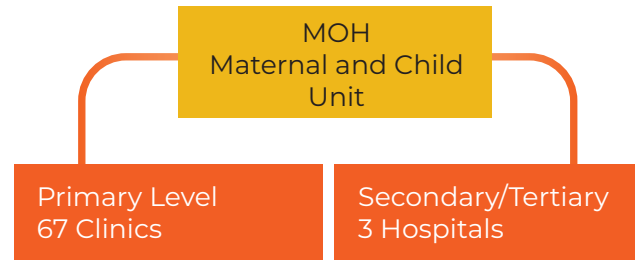 MOH
Maternal and Child
Unit
Primary Level
67 Clinics
Secondary/Tertiary
3 Hospitals